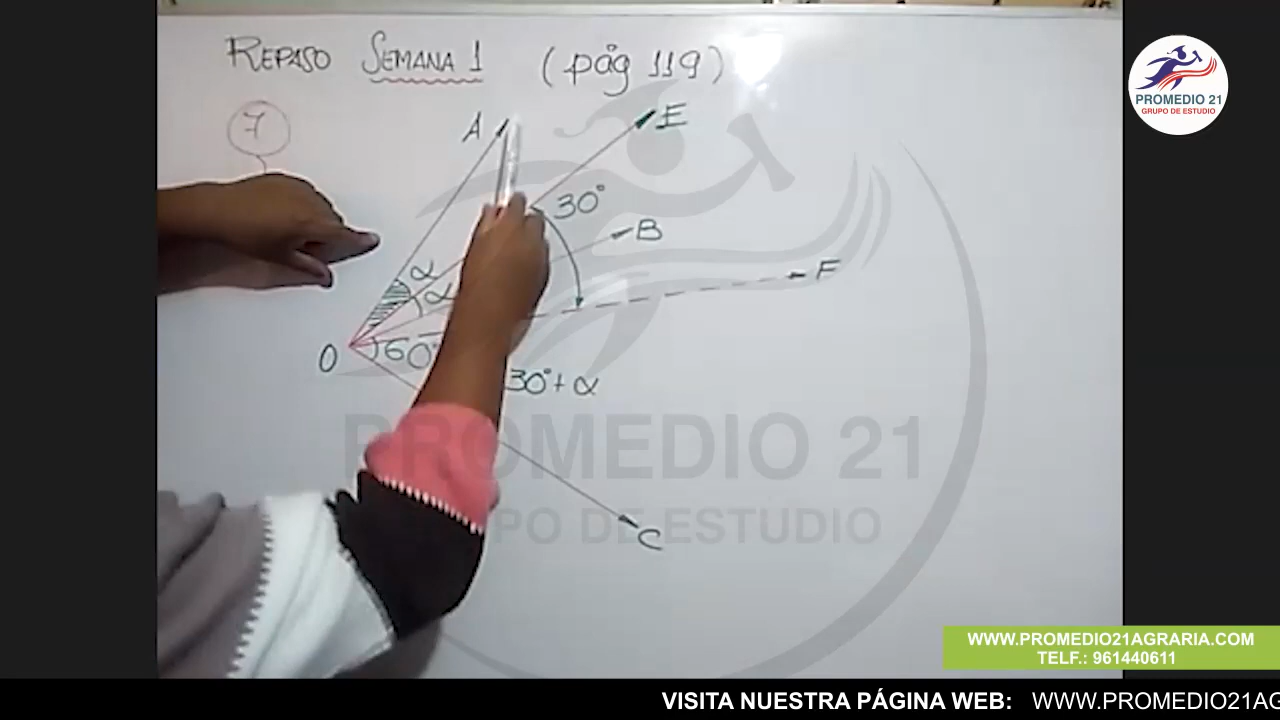 REPASO SEMANA 1 (pág 119)
7
A
E
30°
B
α
α
F
O
60°
30°+α
C
PROMEDIO 21
GRUPO DE ESTUDIO
PROMEDIO 21
GRUPO DE ESTUDIO
WWW.PROMEDIO21AGRARIA.COM
TELF.: 961440611
VISITA NUESTRA PÁGINA WEB: WWW.PROMEDIO21AG